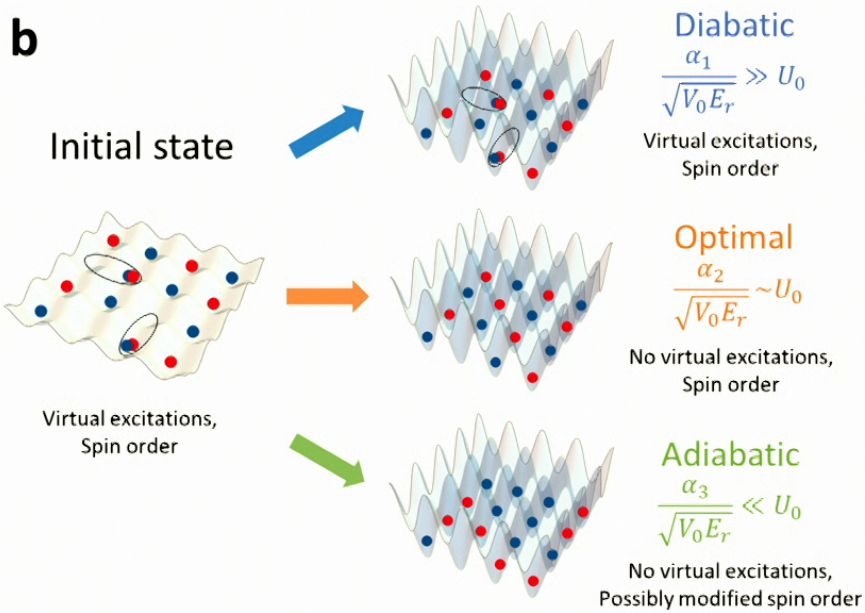 b
Initial state
Virtual excitations,
Spin order
Diabatic
α₁ / √(V₀Eᵣ) ≫ U₀
Virtual excitations,
Spin order
Optimal
α₂ / √(V₀Eᵣ) ~U₀
No virtual excitations,
Spin order
Adiabatic
α₃ / √(V₀Eᵣ) ≪ U₀
No virtual excitations,
Possibly modified spin order